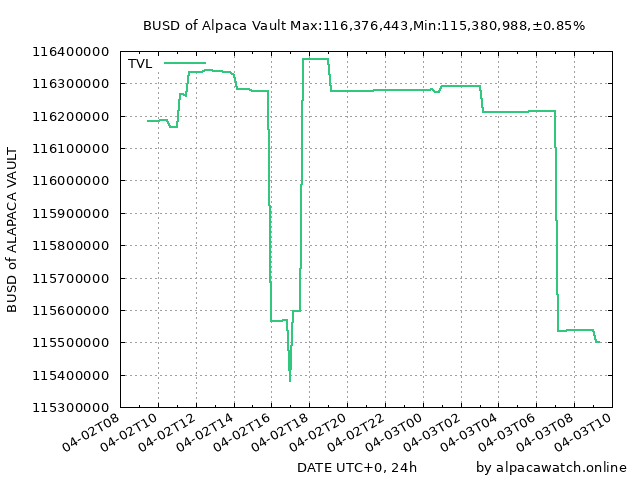 BUSD of Alpaca Vault Max:116,376,443,Min:115,380,988,±0.85%
TVL
116400000
116300000
116200000
116100000
116000000
115900000
115800000
115700000
115600000
115500000
115400000
115300000
BUSD of ALAPACA VAULT
04-02T08
04-02T10
04-02T12
04-02T14
04-02T16
04-02T18
04-02T20
04-02T22
04-03T00
04-03T02
04-03T04
04-03T06
04-03T08
04-03T10
DATE UTC+0, 24h
by alpacawatch.online